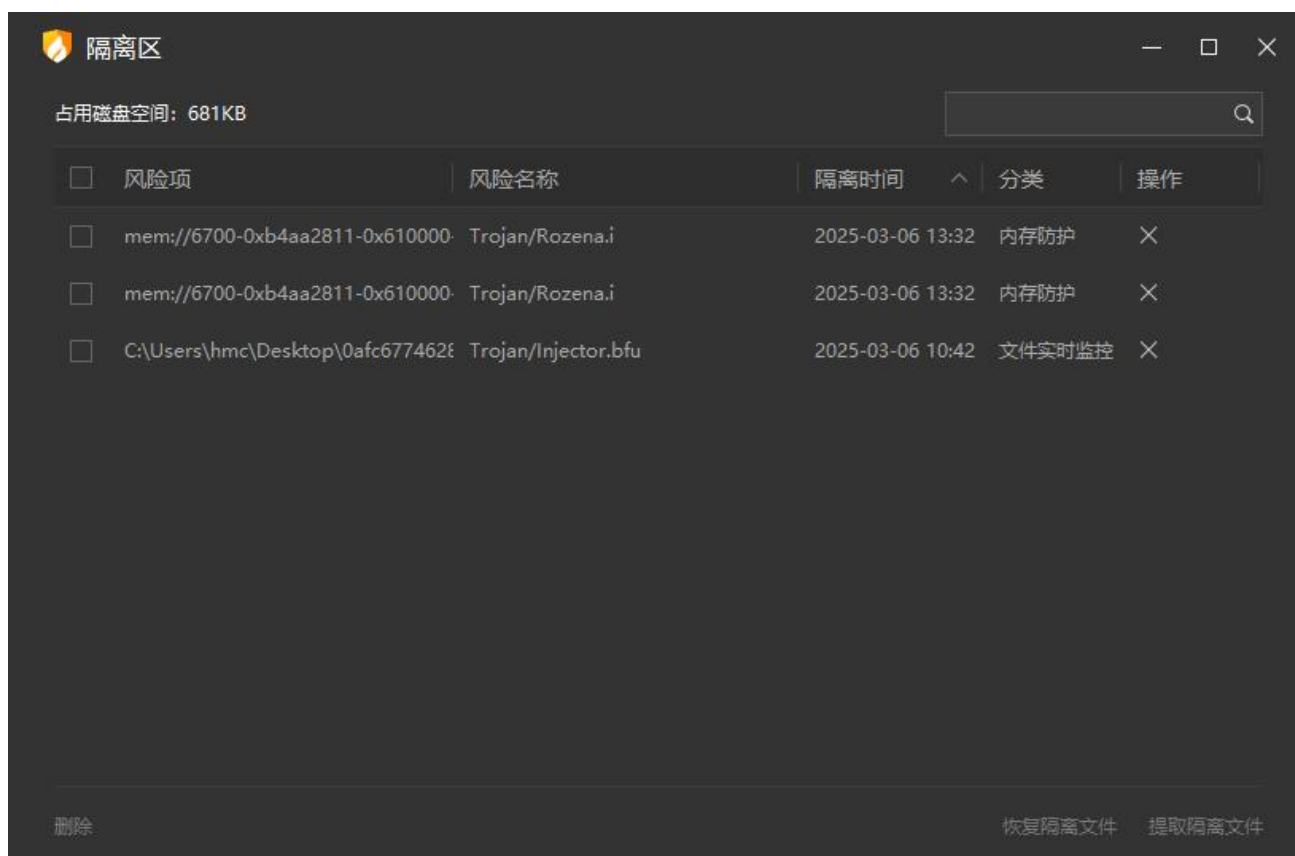 隔离区
占用磁盘空间：681KB
风险项 风险名称 隔离时间 分类 操作
mem://6700-0xb4aa2811-0x610000- Trojan/Rozena.i 2025-03-06 13:32 内存防护
mem://6700-0xb4aa2811-0x610000- Trojan/Rozena.i 2025-03-06 13:32 内存防护
C:\Users\hmc\Desktop\0afc6774628 Trojan/Injector.bfu 2025-03-06 10:42 文件实时监控
删除 恢复隔离文件 提取隔离文件